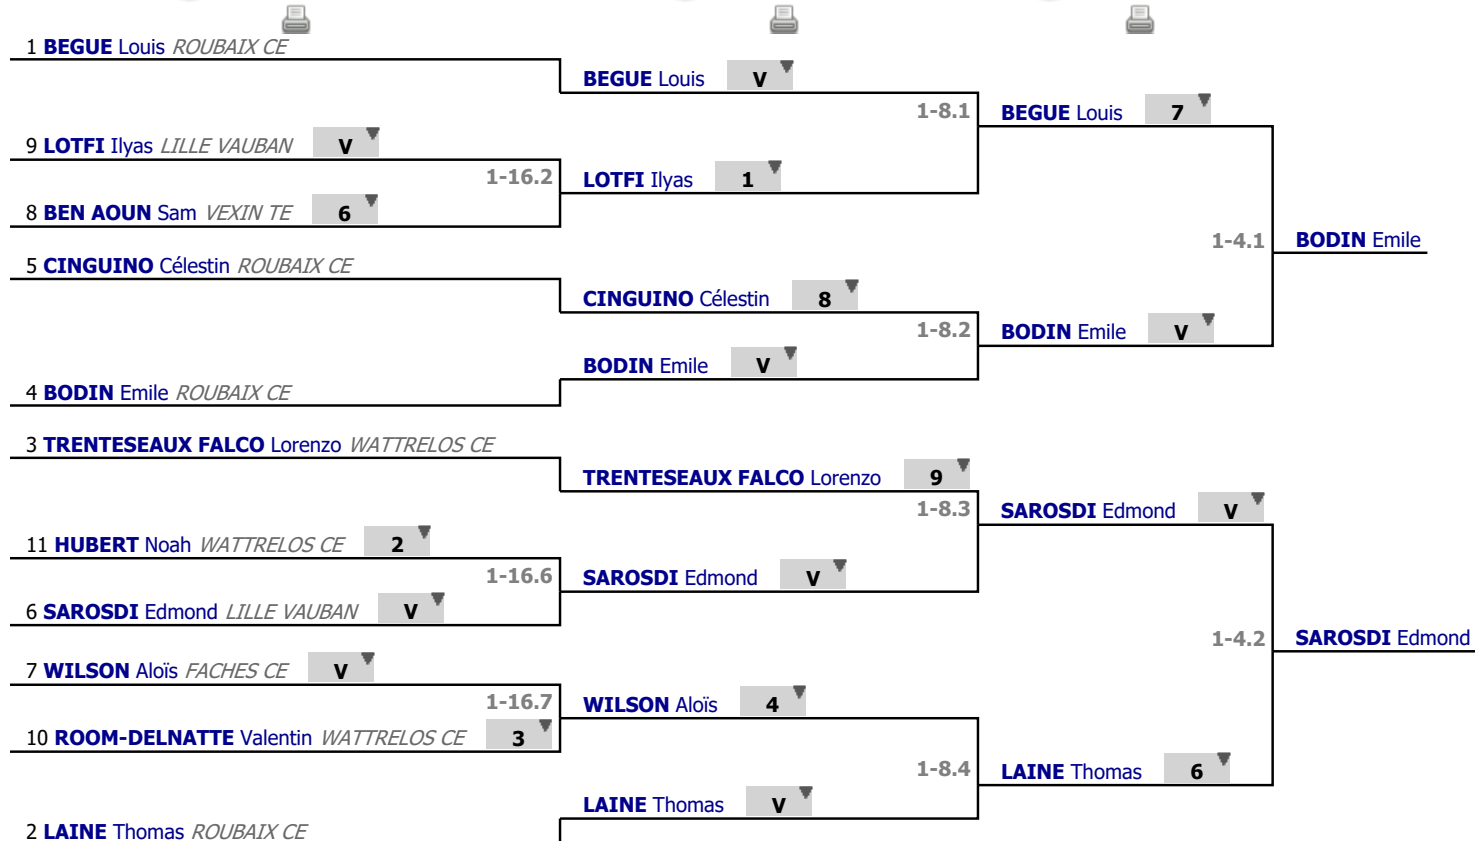 1 BEGUE Louis ROUBAIX CE
BEGUE Louis V
1-8.1
BEGUE Louis 7
9 LOTFI Ilyas LILLE VAUBAN V
1-16.2
LOTFI Ilyas 1
8 BEN AOUN Sam VEXIN TE 6
1-4.1
BODIN Emile
5 CINGUINO Célestin ROUBAIX CE
CINGUINO Célestin 8
1-8.2
BODIN Emile V
BODIN Emile V
4 BODIN Emile ROUBAIX CE
3 TRENTESEAUX FALCO Lorenzo WATTRELOS CE
TRENTESEAUX FALCO Lorenzo 9
1-8.3
SAROSDI Edmond V
11 HUBERT Noah WATTRELOS CE 2
1-16.6
SAROSDI Edmond V
6 SAROSDI Edmond LILLE VAUBAN V
1-4.2
SAROSDI Edmond
7 WILSON Aloïs FACHES CE V
1-16.7
WILSON Aloïs 4
10 ROOM-DELNATTE Valentin WATTRELOS CE 3
1-8.4
LAINE Thomas 6
LAINE Thomas V
2 LAINE Thomas ROUBAIX CE